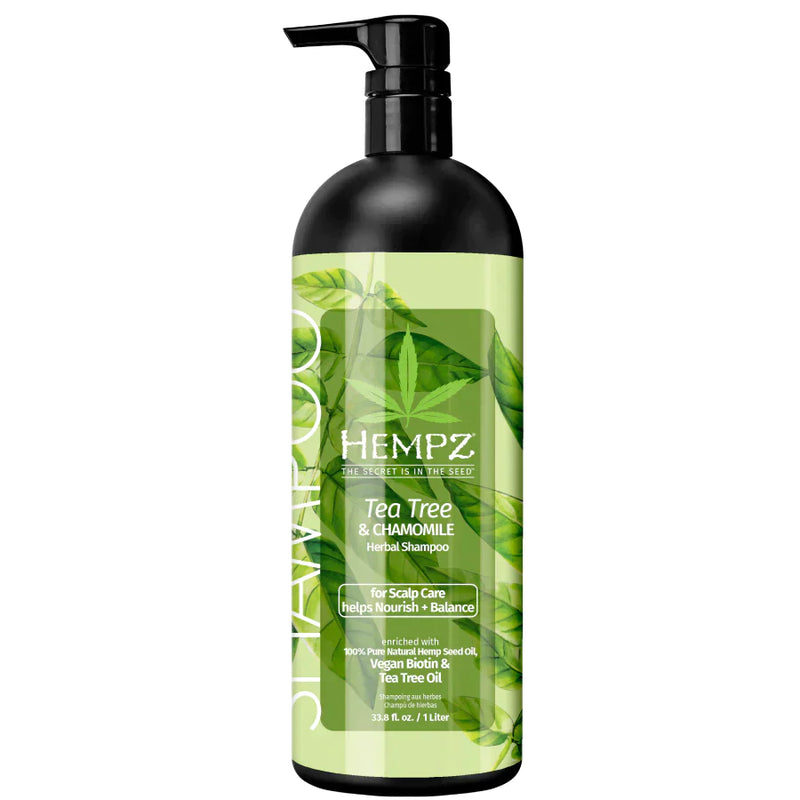 SHAMPOO
HEMPZ
THE SECRET IS IN THE SEED™
Tea Tree
& CHAMOMILE
Herbal Shampoo
for Scalp Care
helps Nourish + Balance
enriched with
100% Pure Natural Hemp Seed Oil,
Vegan Biotin &
Tea Tree Oil
Shampoing aux herbes
Champú de hierbas
33.8 fl. oz. / 1 Liter